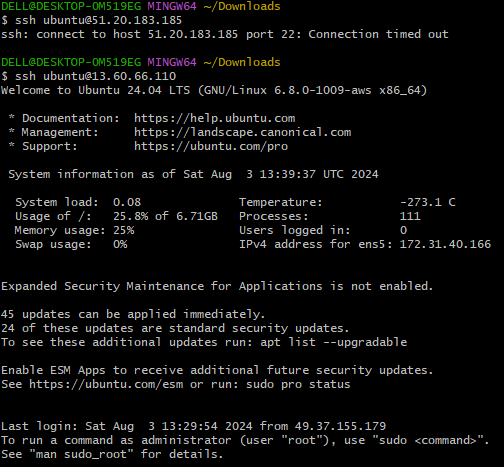 DELL@DESKTOP-OM519EG MINGW64 ~/Downloads
$ ssh ubuntu@51.20.183.185
ssh: connect to host 51.20.183.185 port 22: Connection timed out
DELL@DESKTOP-OM519EG MINGW64 ~/Downloads
$ ssh ubuntu@13.60.66.110
Welcome to Ubuntu 24.04 LTS (GNU/Linux 6.8.0-1009-aws x86_64)
* Documentation:  https://help.ubuntu.com
* Management:     https://landscape.canonical.com
* Support:        https://ubuntu.com/pro
System information as of Sat Aug  3 13:39:37 UTC 2024
System load:  0.08               Temperature:           -273.1 C
Usage of /:   25.8% of 6.71GB   Processes:             111
Memory usage: 25%                Users logged in:       0
Swap usage:   0%                 IPv4 address for ens5: 172.31.40.166
Expanded Security Maintenance for Applications is not enabled.
45 updates can be applied immediately.
24 of these updates are standard security updates.
To see these additional updates run: apt list --upgradable
Enable ESM Apps to receive additional future security updates.
See https://ubuntu.com/esm or run: sudo pro status
Last login: Sat Aug  3 13:29:54 2024 from 49.37.155.179
To run a command as administrator (user "root"), use "sudo <command>".
See "man sudo_root" for details.